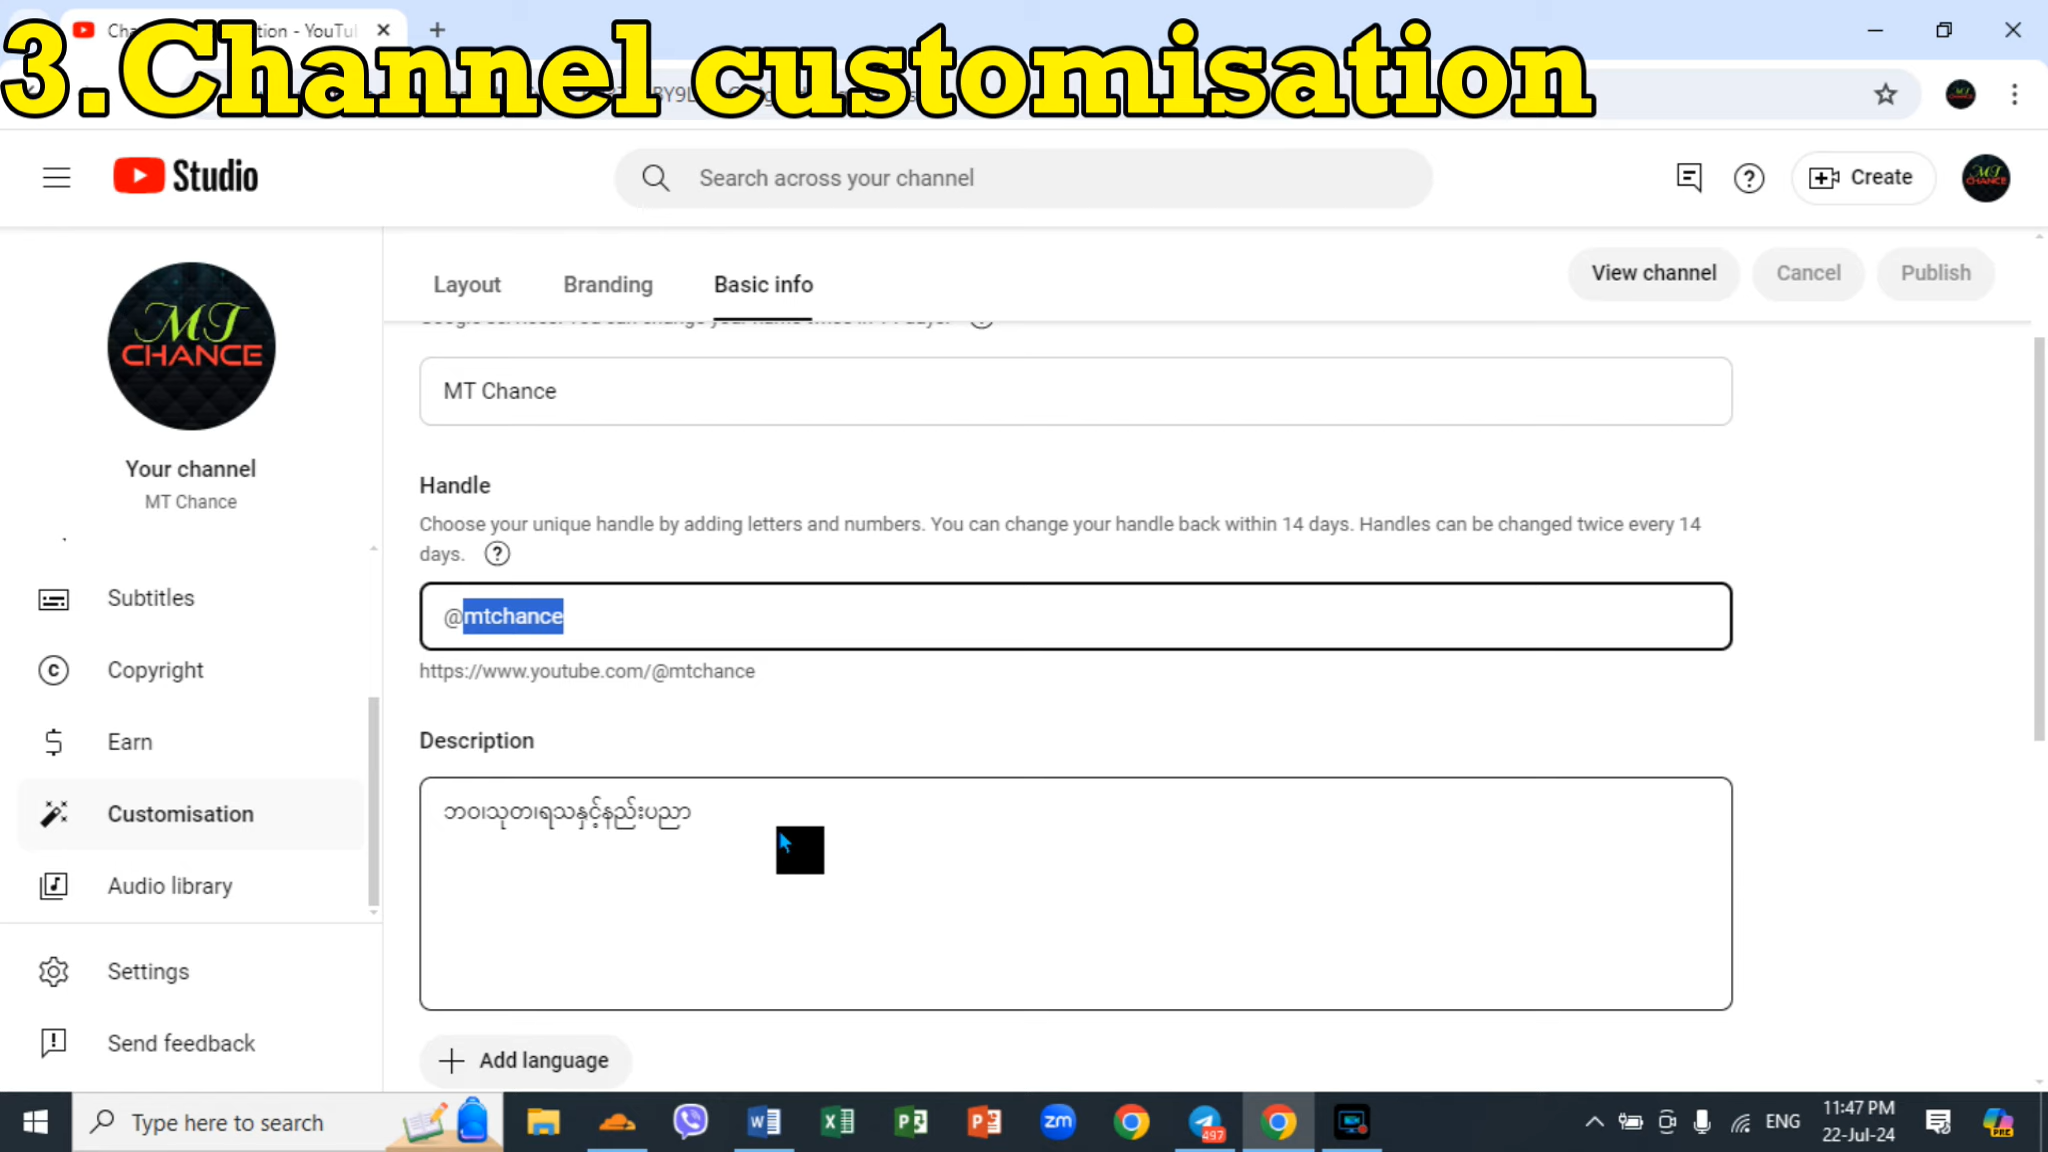 3.Channel customisation
Studio
Search across your channel
Create
MT
CHANCE
Your channel
MT Chance
Subtitles
Copyright
Earn
Customisation
Audio library
Settings
Send feedback
Layout
Branding
Basic info
View channel
Cancel
Publish
MT Chance
Handle
Choose your unique handle by adding letters and numbers. You can change your handle back within 14 days. Handles can be changed twice every 14
days.
@mtchance
https://www.youtube.com/@mtchance
Description
ဘဝ၊သုတ၊ရသနှင့်နည်းပညာ
Add language
Type here to search
zm
497
ENG
11:47 PM
22-Jul-24
PRE